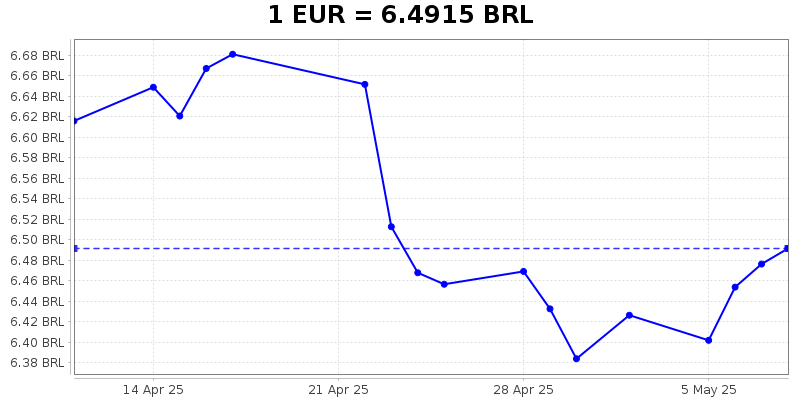 1 EUR = 6.4915 BRL
6.68 BRL
6.66 BRL
6.64 BRL
6.62 BRL
6.60 BRL
6.58 BRL
6.56 BRL
6.54 BRL
6.52 BRL
6.50 BRL
6.48 BRL
6.46 BRL
6.44 BRL
6.42 BRL
6.40 BRL
6.38 BRL
14 Apr 25
21 Apr 25
28 Apr 25
5 May 25